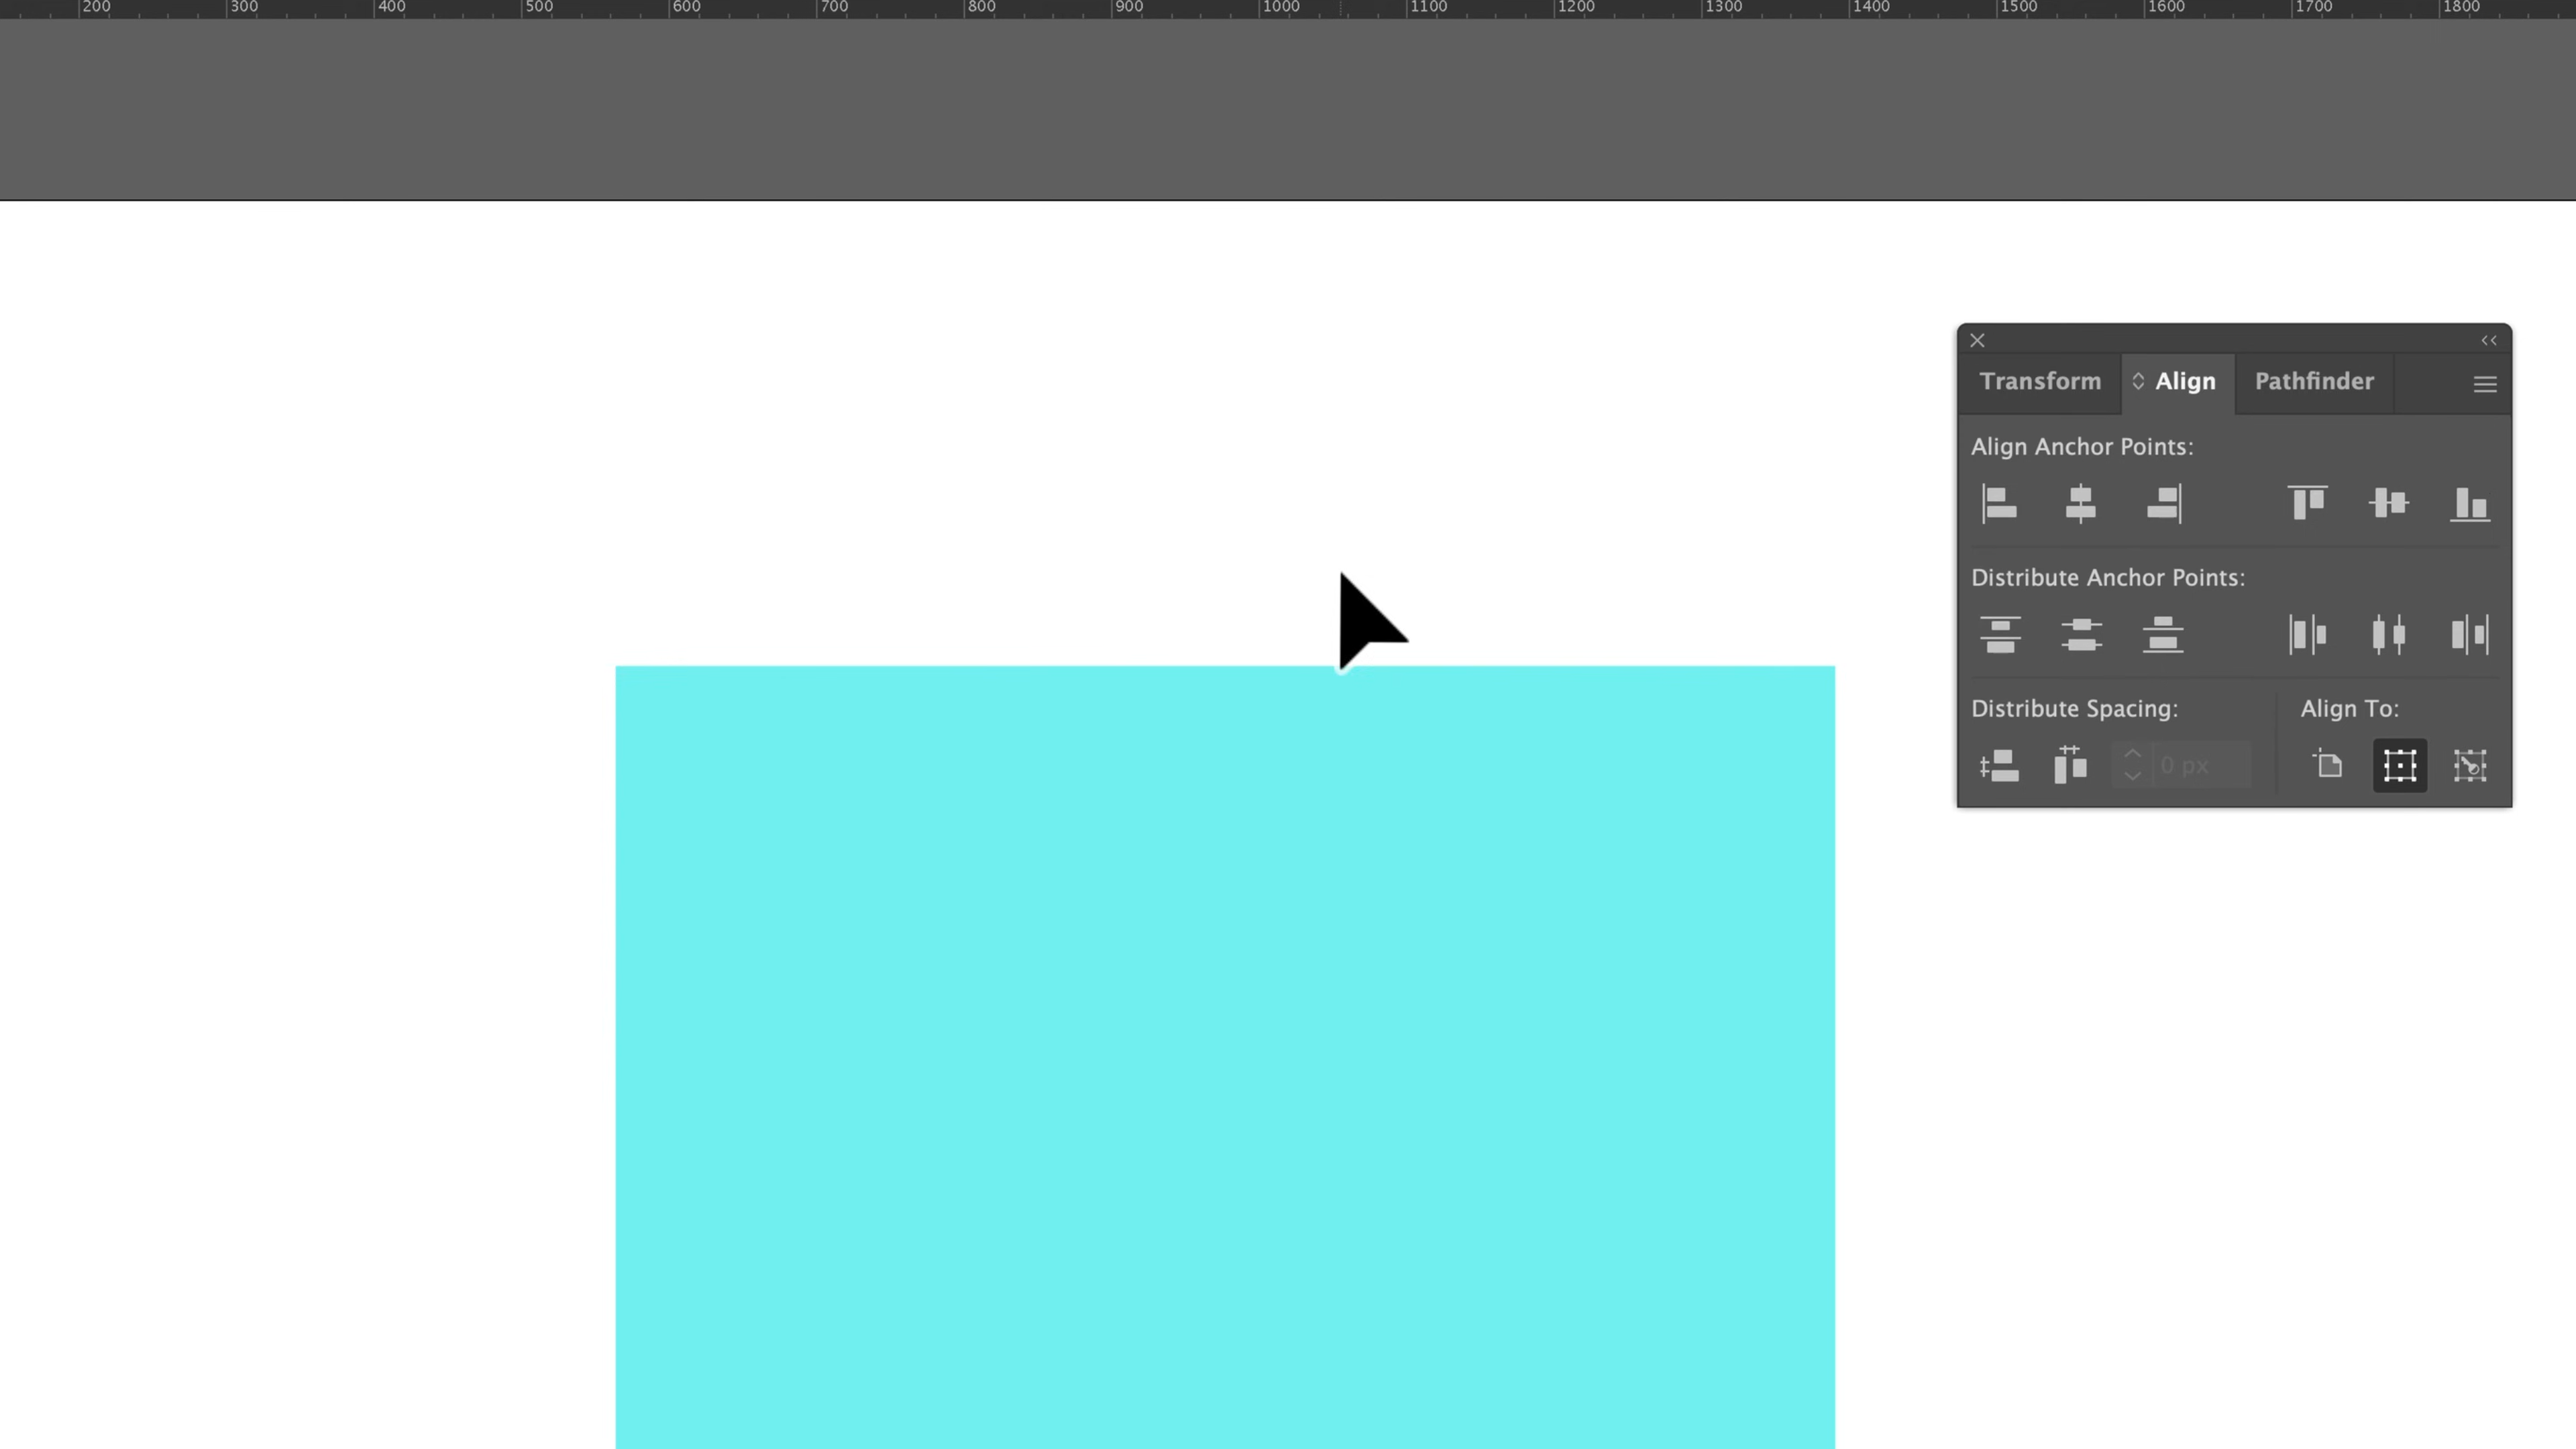 200 300 400 500 600 700 800 900 1000 1100 1200 1300 1400 1500 1600 1700 1800
Transform Align Pathfinder
Align Anchor Points:
Distribute Anchor Points:
Distribute Spacing: Align To:
0 px